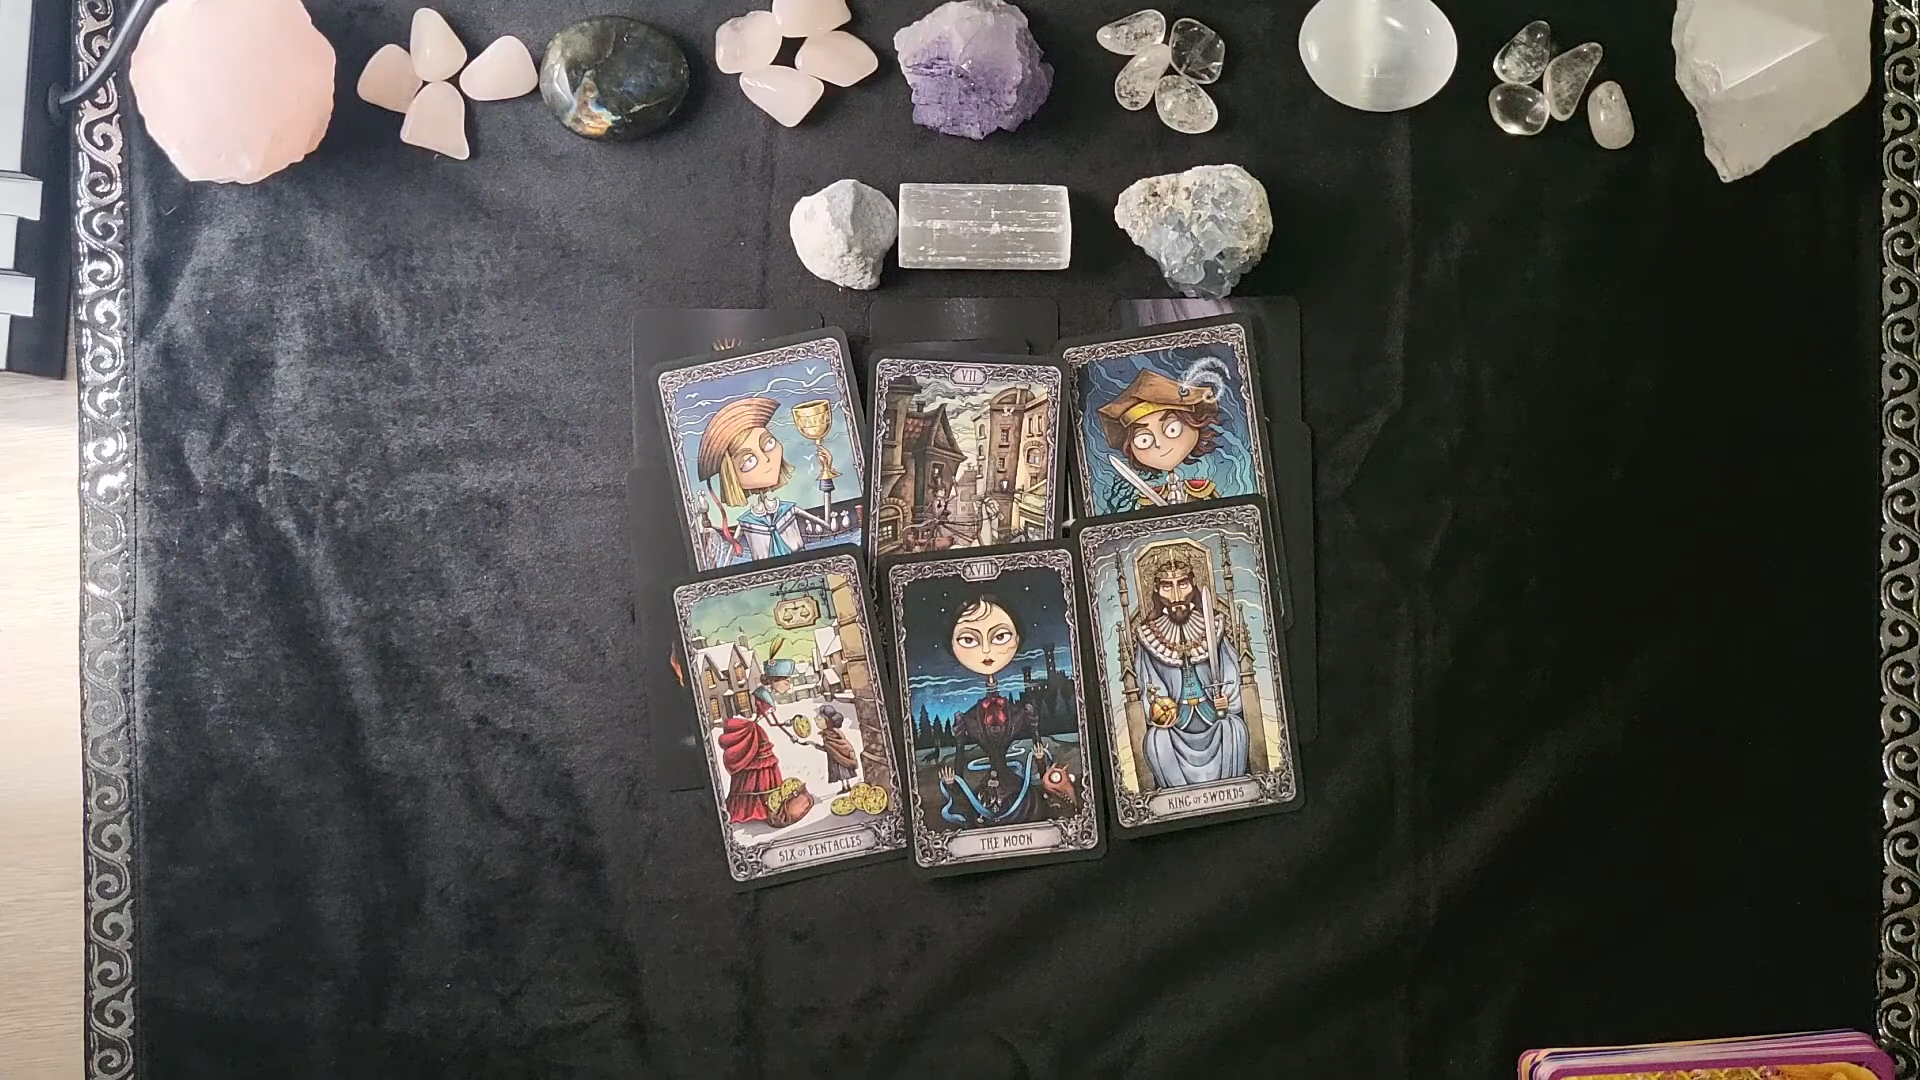 VII
SIX OF PENTACLES
XVIII
THE MOON
KING OF SWORDS